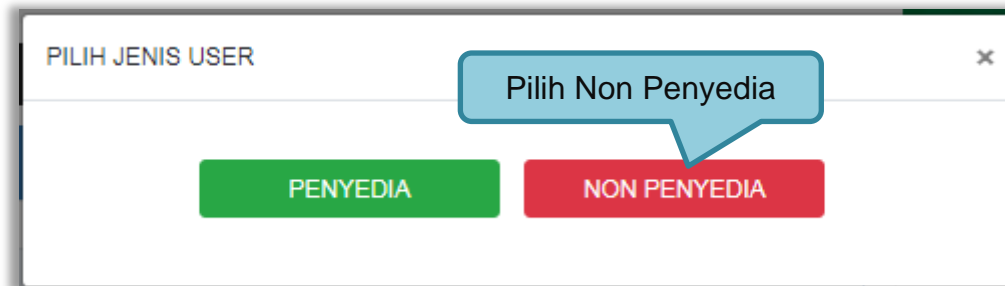 PILIH JENIS USER
×
Pilih Non Penyedia
PENYEDIA
NON PENYEDIA